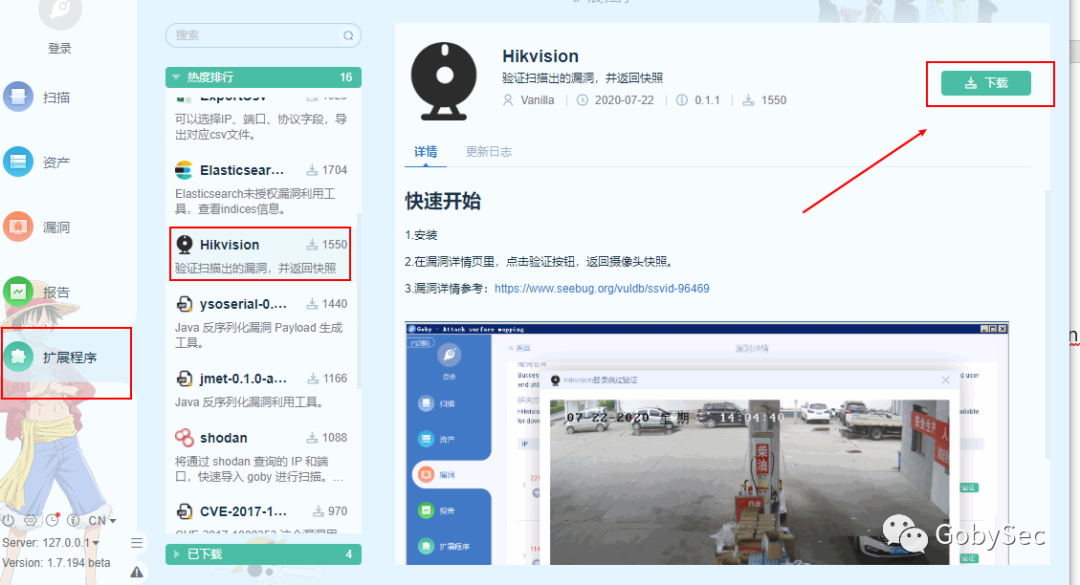 登录
扫描
资产
漏洞
报告
扩展程序
CN
Server: 127.0.0.1
Version: 1.7.194 beta
搜索
热度排行 16
可以选择IP、端口、协议字段，导
出对应csv文件。
Elasticsear... 1704
Elasticsearch未授权漏洞利用工
具，查看indices信息。
Hikvision 1550
验证扫描出的漏洞，并返回快照
ysoserial-0.... 1440
Java 反序列化漏洞 Payload 生成
工具。
jmet-0.1.0-a... 1166
Java 反序列化漏洞利用工具。
shodan 1088
将通过 shodan 查询的 IP 和端
口，快速导入 goby 进行扫描。...
CVE-2017-1... 970
已下载 4
Hikvision
验证扫描出的漏洞，并返回快照
Vanilla 2020-07-22 0.1.1 1550
下载
详情 更新日志
快速开始
1.安装
2.在漏洞详情页里，点击验证按钮，返回摄像头快照。
3.漏洞详情参考：https://www.seebug.org/vuldb/ssvid-96469
Goby - Attack surface mapping
漏洞详情
登录
扫描
资产
漏洞
报告
扩展程序
Hikvision登录绕过验证
07-22-2020 星期三 14:04:40
柴油
验证
验证
GobySec